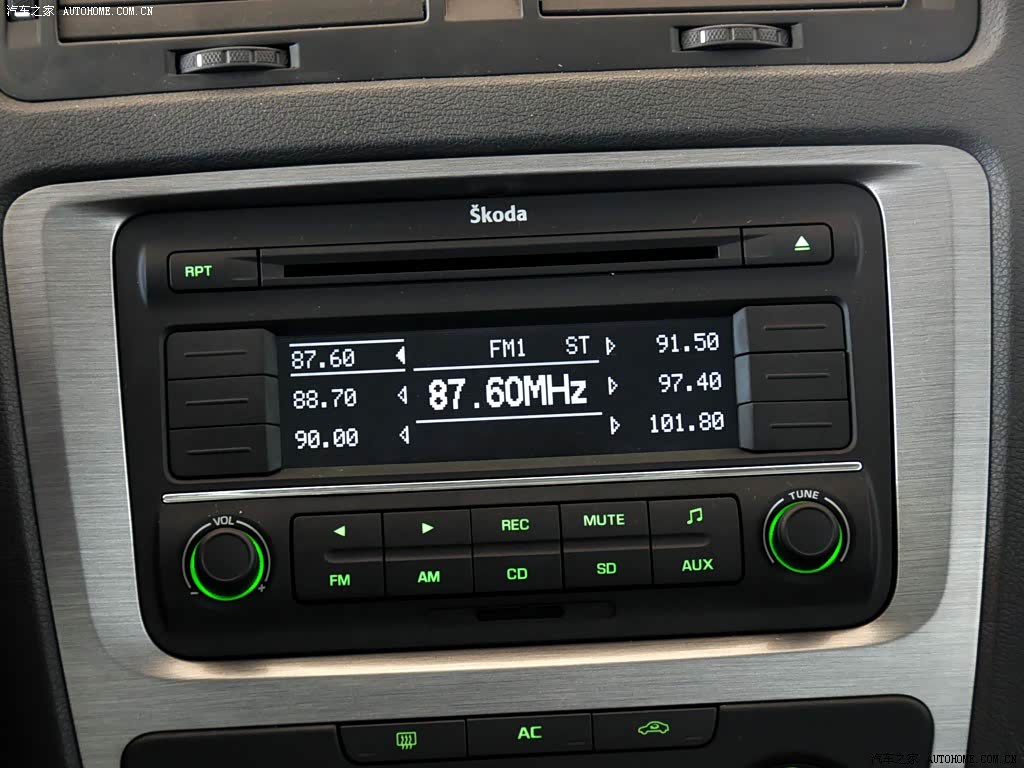 汽车之家 AUTOHOME.COM.CN
Škoda
RPT
87.60 FM1 ST 91.50
88.70 87.60MHz 97.40
90.00 101.80
VOL
TUNE
REC MUTE
FM AM CD SD AUX
- +
AC
汽车之家 AUTOHOME.COM.CN